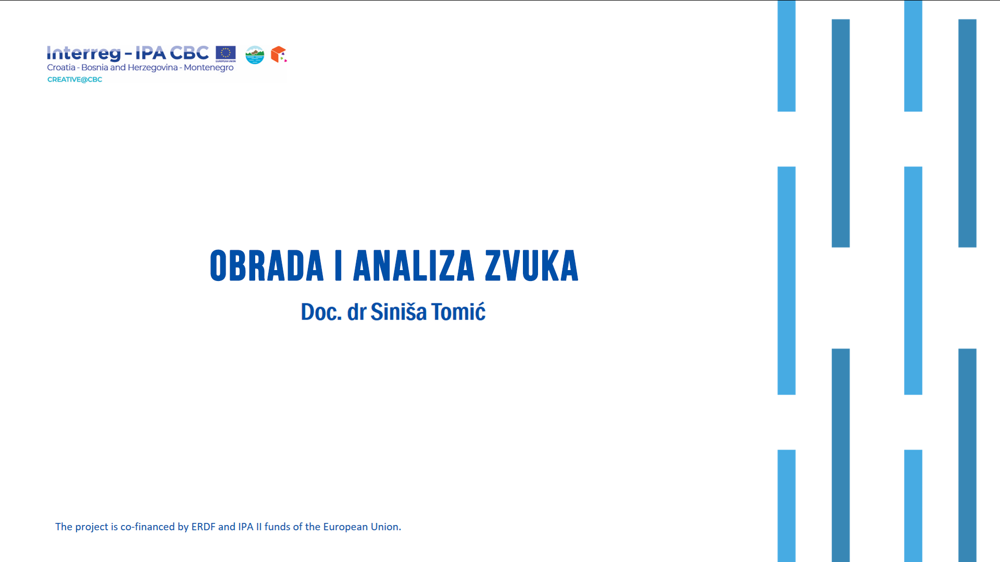 Interreg - IPA CBC
EUROPEAN UNION
Croatia - Bosnia and Herzegovina - Montenegro
CREATIVE@CBC
OBRADA I ANALIZA ZVUKA
Doc. dr Siniša Tomić
The project is co-financed by ERDF and IPA II funds of the European Union.